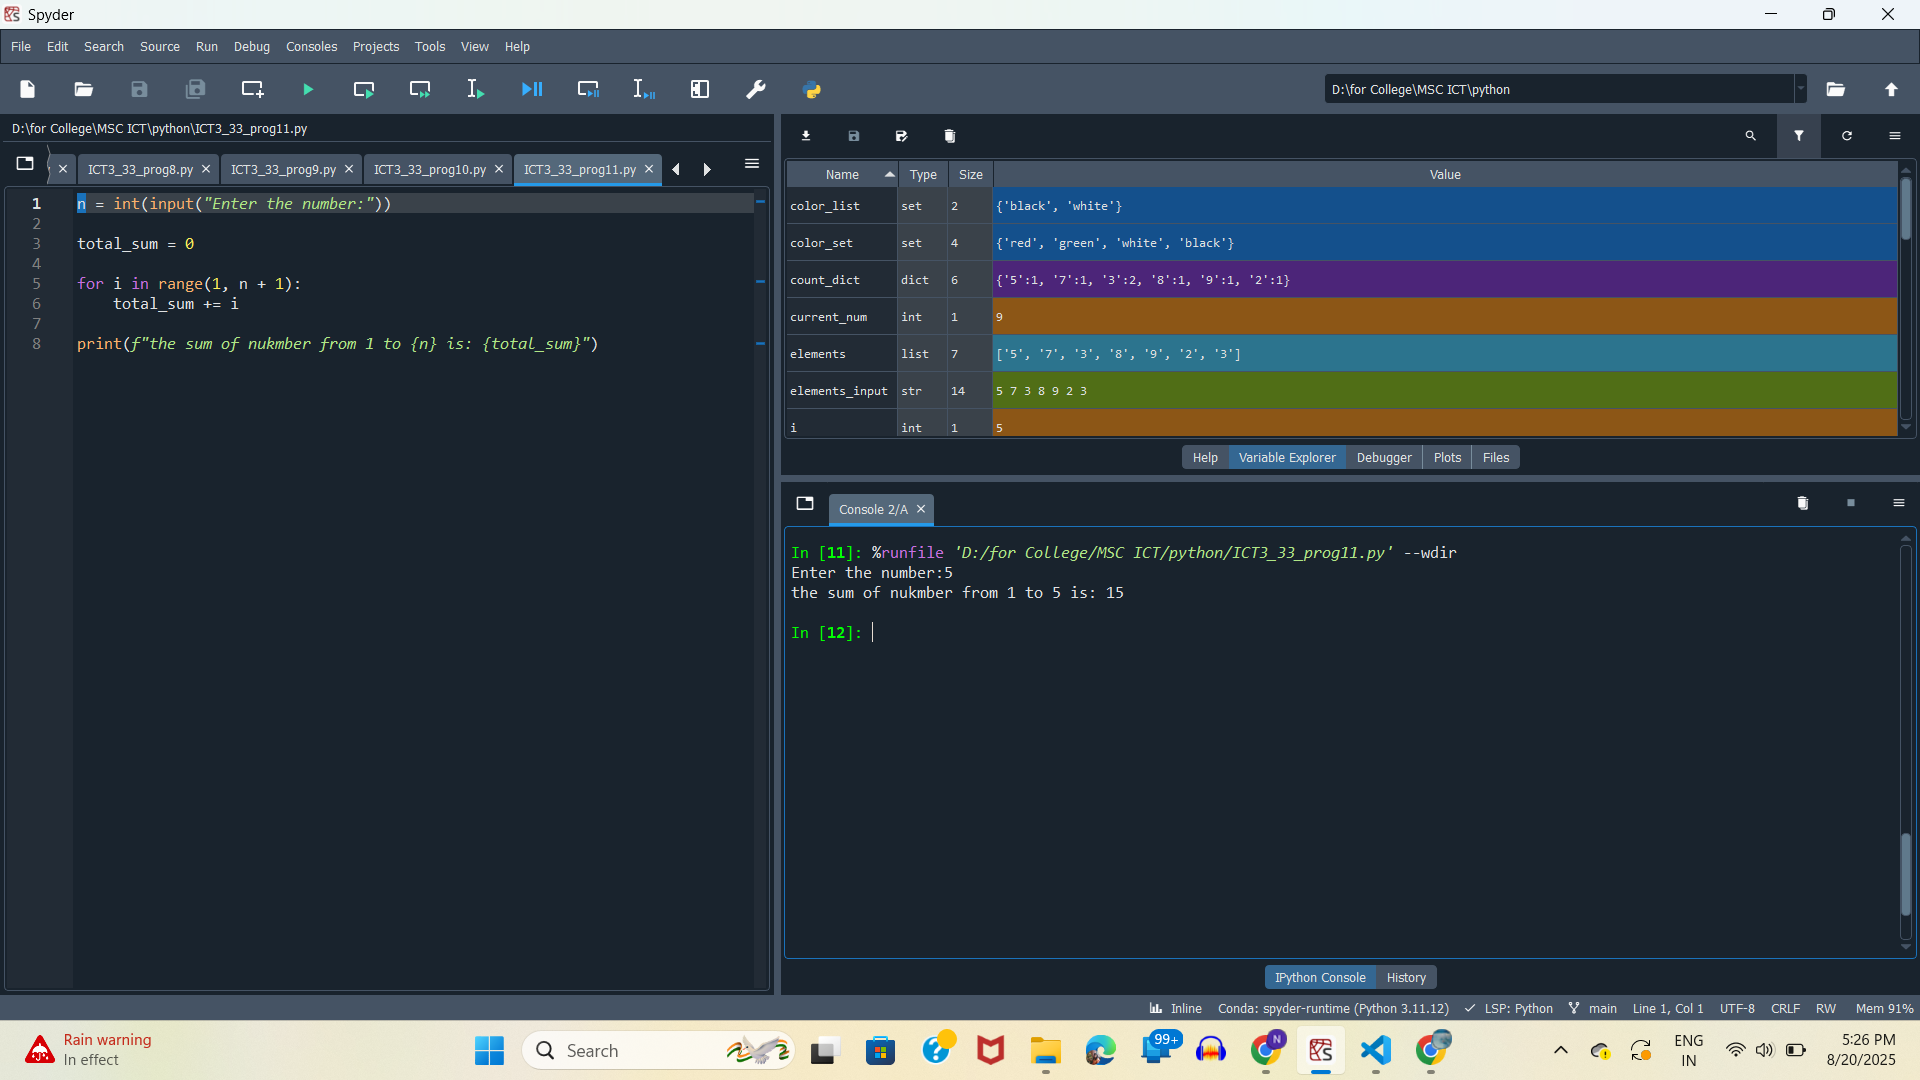 Spyder
File Edit Search Source Run Debug Consoles Projects Tools View Help
D:\for College\MSC ICT\python
D:\for College\MSC ICT\python\ICT3_33_prog11.py
ICT3_33_prog8.py ICT3_33_prog9.py ICT3_33_prog10.py ICT3_33_prog11.py
1 n = int(input("Enter the number:"))
2
3 total_sum = 0
4
5 for i in range(1, n + 1):
6     total_sum += i
7
8 print(f"the sum of nukmber from 1 to {n} is: {total_sum}")
Name Type Size Value
color_list set 2 {'black', 'white'}
color_set set 4 {'red', 'green', 'white', 'black'}
count_dict dict 6 {'5':1, '7':1, '3':2, '8':1, '9':1, '2':1}
current_num int 1 9
elements list 7 ['5', '7', '3', '8', '9', '2', '3']
elements_input str 14 5 7 3 8 9 2 3
i int 1 5
Help Variable Explorer Debugger Plots Files
Console 2/A
In [11]: %runfile 'D:/for College/MSC ICT/python/ICT3_33_prog11.py' --wdir
Enter the number:5
the sum of nukmber from 1 to 5 is: 15
In [12]:
IPython Console History
Inline Conda: spyder-runtime (Python 3.11.12) LSP: Python main Line 1, Col 1 UTF-8 CRLF RW Mem 91%
Rain warning
In effect
Search
99+
N
ENG
IN
5:26 PM
8/20/2025